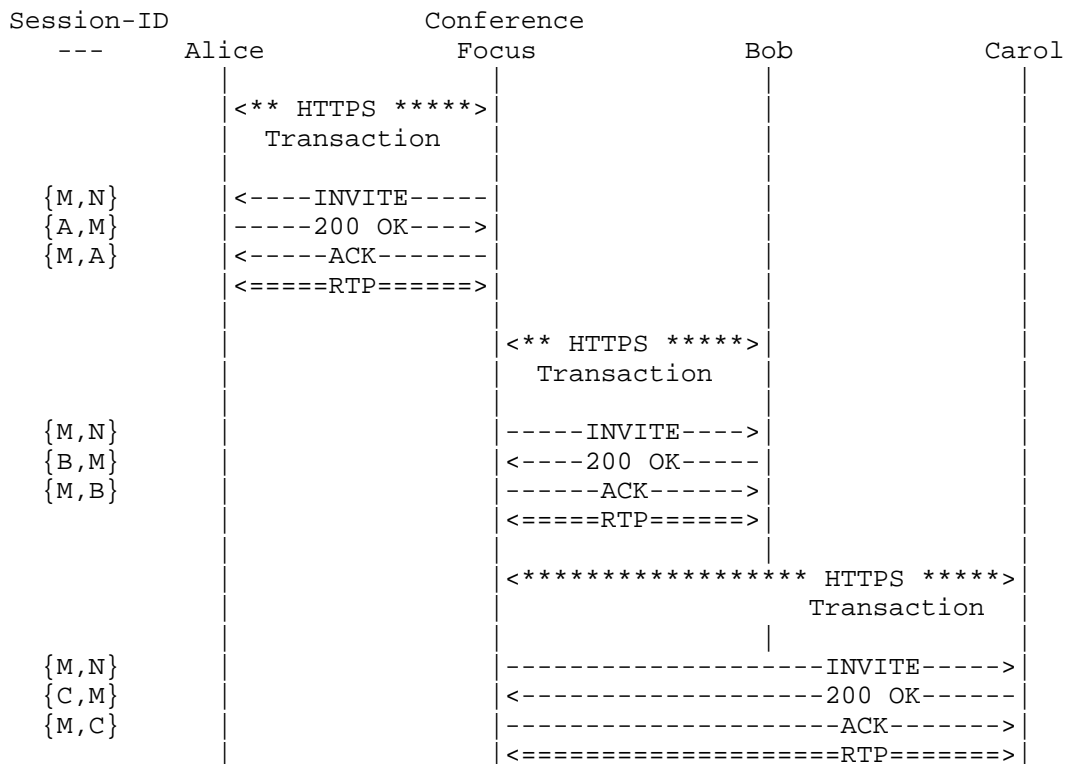 Session-ID                Conference
   ---     Alice            Focus             Bob            Carol
             |                |                |               |
             |<** HTTPS *****>|                |               |
             |  Transaction   |                |               |
             |                |                |               |
  {M,N}      |<----INVITE-----|                |               |
  {A,M}      |-----200 OK---->|                |               |
  {M,A}      |<-----ACK-------|                |               |
             |<=====RTP======>|                |               |
             |                |                |               |
             |                |<** HTTPS *****>|               |
             |                |  Transaction   |               |
             |                |                |               |
  {M,N}      |                |-----INVITE---->|               |
  {B,M}      |                |<----200 OK-----|               |
  {M,B}      |                |------ACK------>|               |
             |                |<=====RTP======>|               |
             |                |                |               |
             |                |<****************** HTTPS *****>|
             |                |                   Transaction  |
             |                |                |               |
  {M,N}      |                |--------------------INVITE----->|
  {C,M}      |                |<-------------------200 OK------|
  {M,C}      |                |---------------------ACK------->|
             |                |<====================RTP=======>|